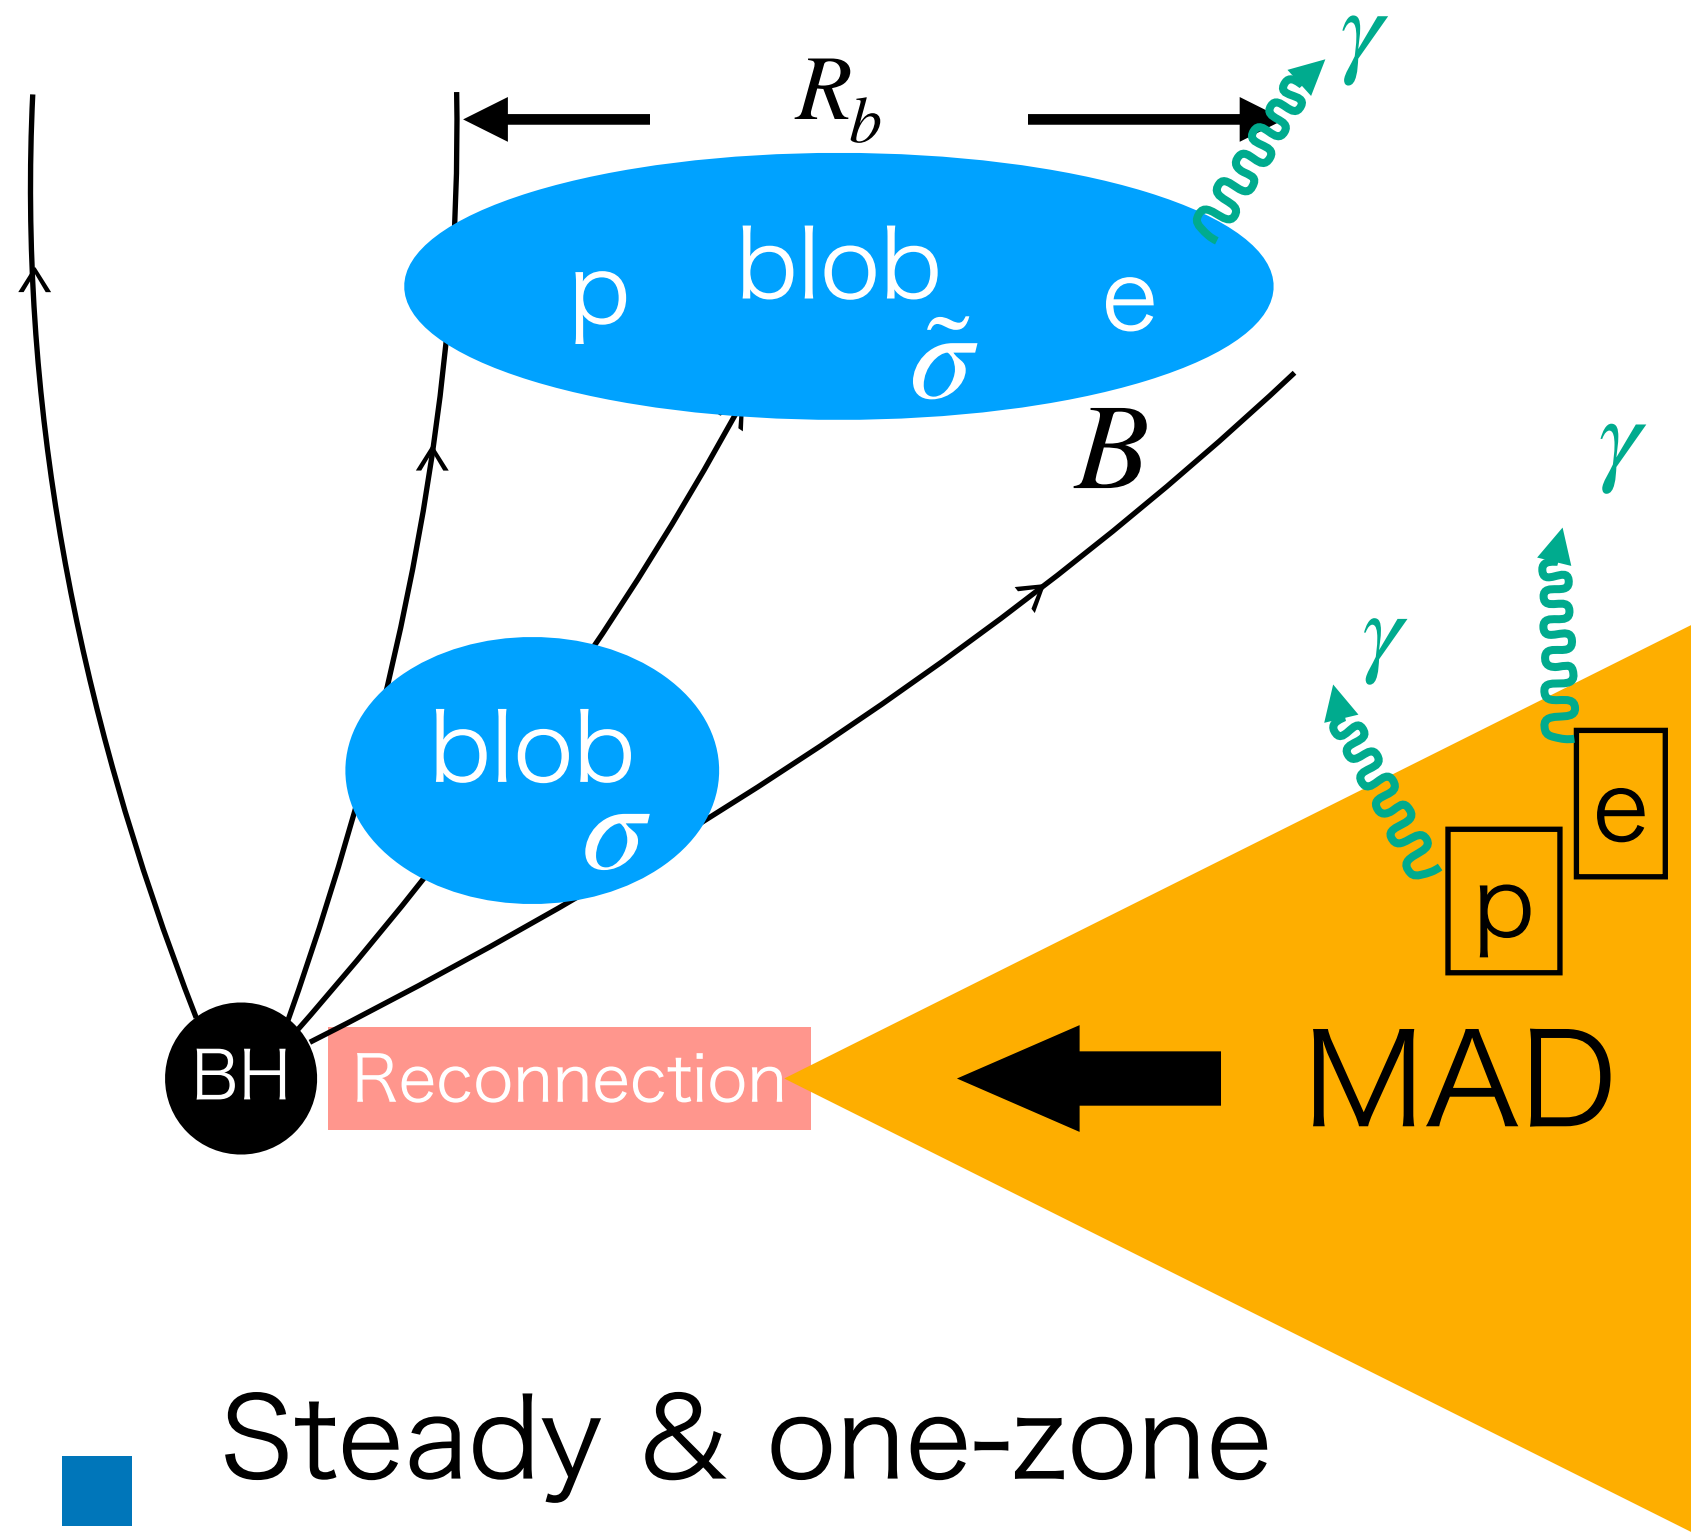 γ
R_b
blob
p
e
σ̃
B
γ
γ
blob
σ
e
p
BH
Reconnection
MAD
Steady & one-zone